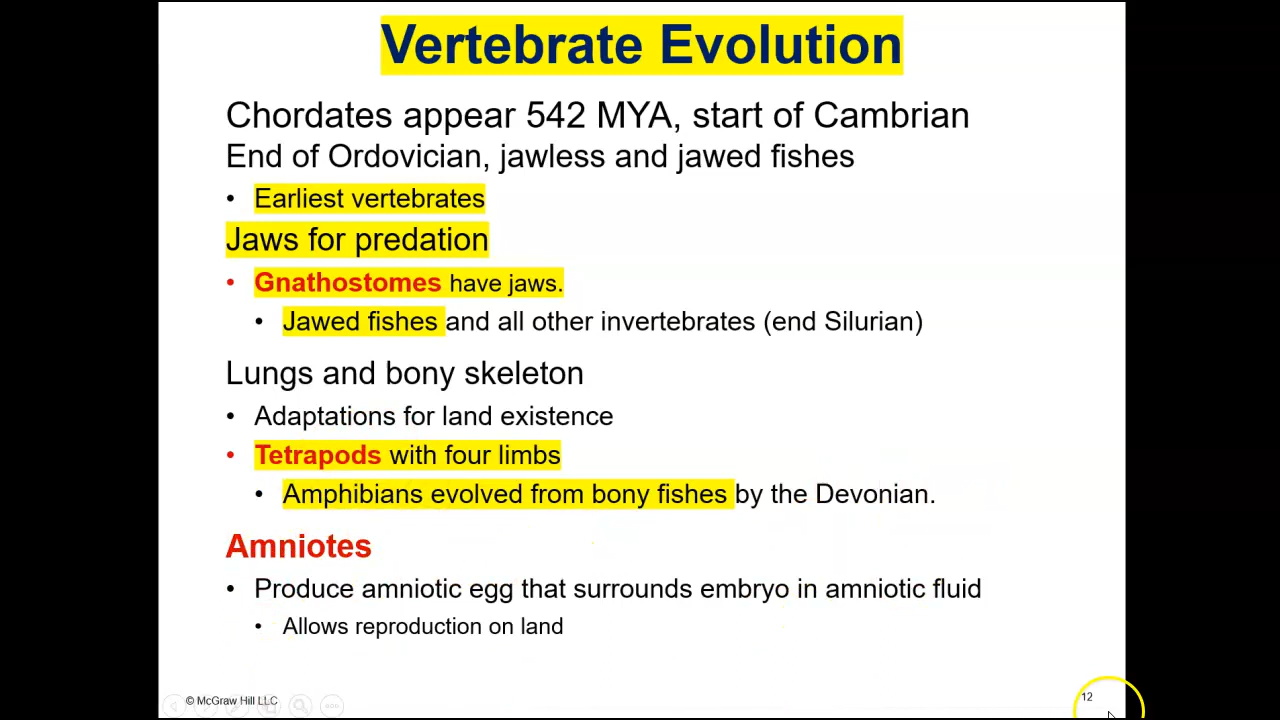 Vertebrate Evolution
Chordates appear 542 MYA, start of Cambrian
End of Ordovician, jawless and jawed fishes
• Earliest vertebrates
Jaws for predation
• Gnathostomes have jaws.
• Jawed fishes and all other invertebrates (end Silurian)
Lungs and bony skeleton
• Adaptations for land existence
• Tetrapods with four limbs
• Amphibians evolved from bony fishes by the Devonian.
Amniotes
• Produce amniotic egg that surrounds embryo in amniotic fluid
• Allows reproduction on land
© McGraw Hill LLC
12